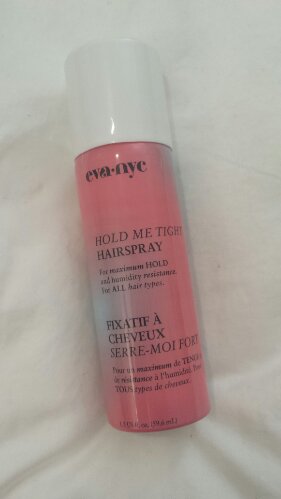 eva·nyc
HOLD ME TIGHT
HAIRSPRAY
For maximum HOLD
and humidity resistance.
For ALL hair types.
FIXATIF À
CHEVEUX
SERRE-MOI FORT
Pour un maximum de
de résistance à l'humidité. Pour
TOUS types de cheveux.